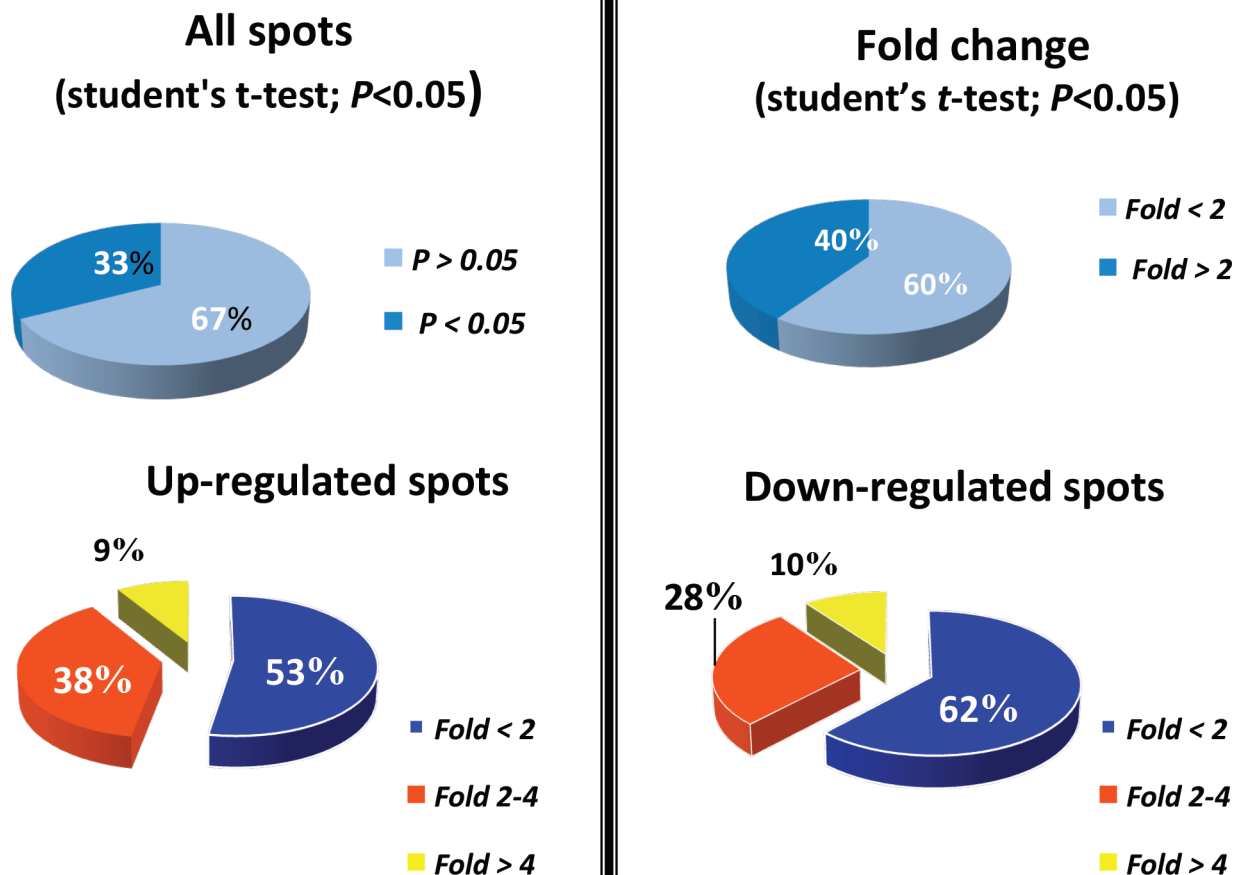 All spots
(student's t-test; P<0.05)
33%
67%
P > 0.05
P < 0.05
Fold change
(student’s t-test; P<0.05)
40%
60%
Fold < 2
Fold > 2
Up-regulated spots
9%
38%
53%
Fold < 2
Fold 2-4
Fold > 4
Down-regulated spots
10%
28%
62%
Fold < 2
Fold 2-4
Fold > 4